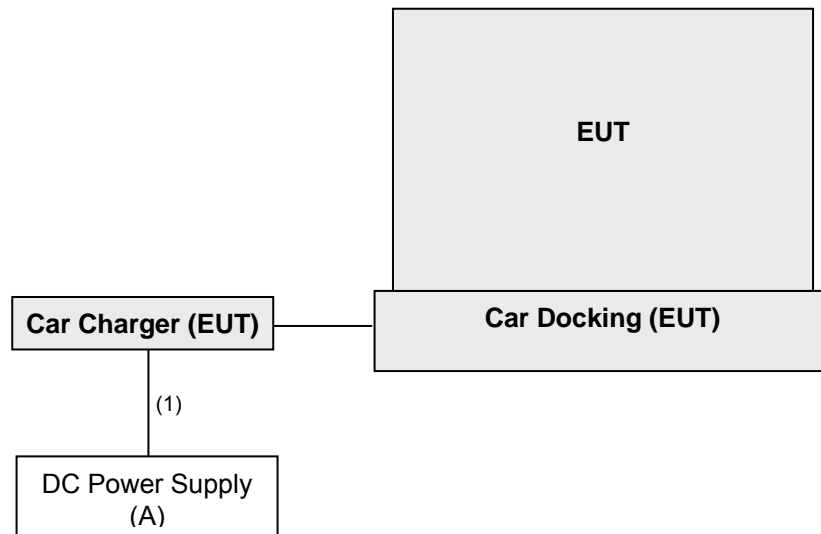 EUT
Car Charger (EUT)
Car Docking (EUT)
(1)
DC Power Supply
(A)